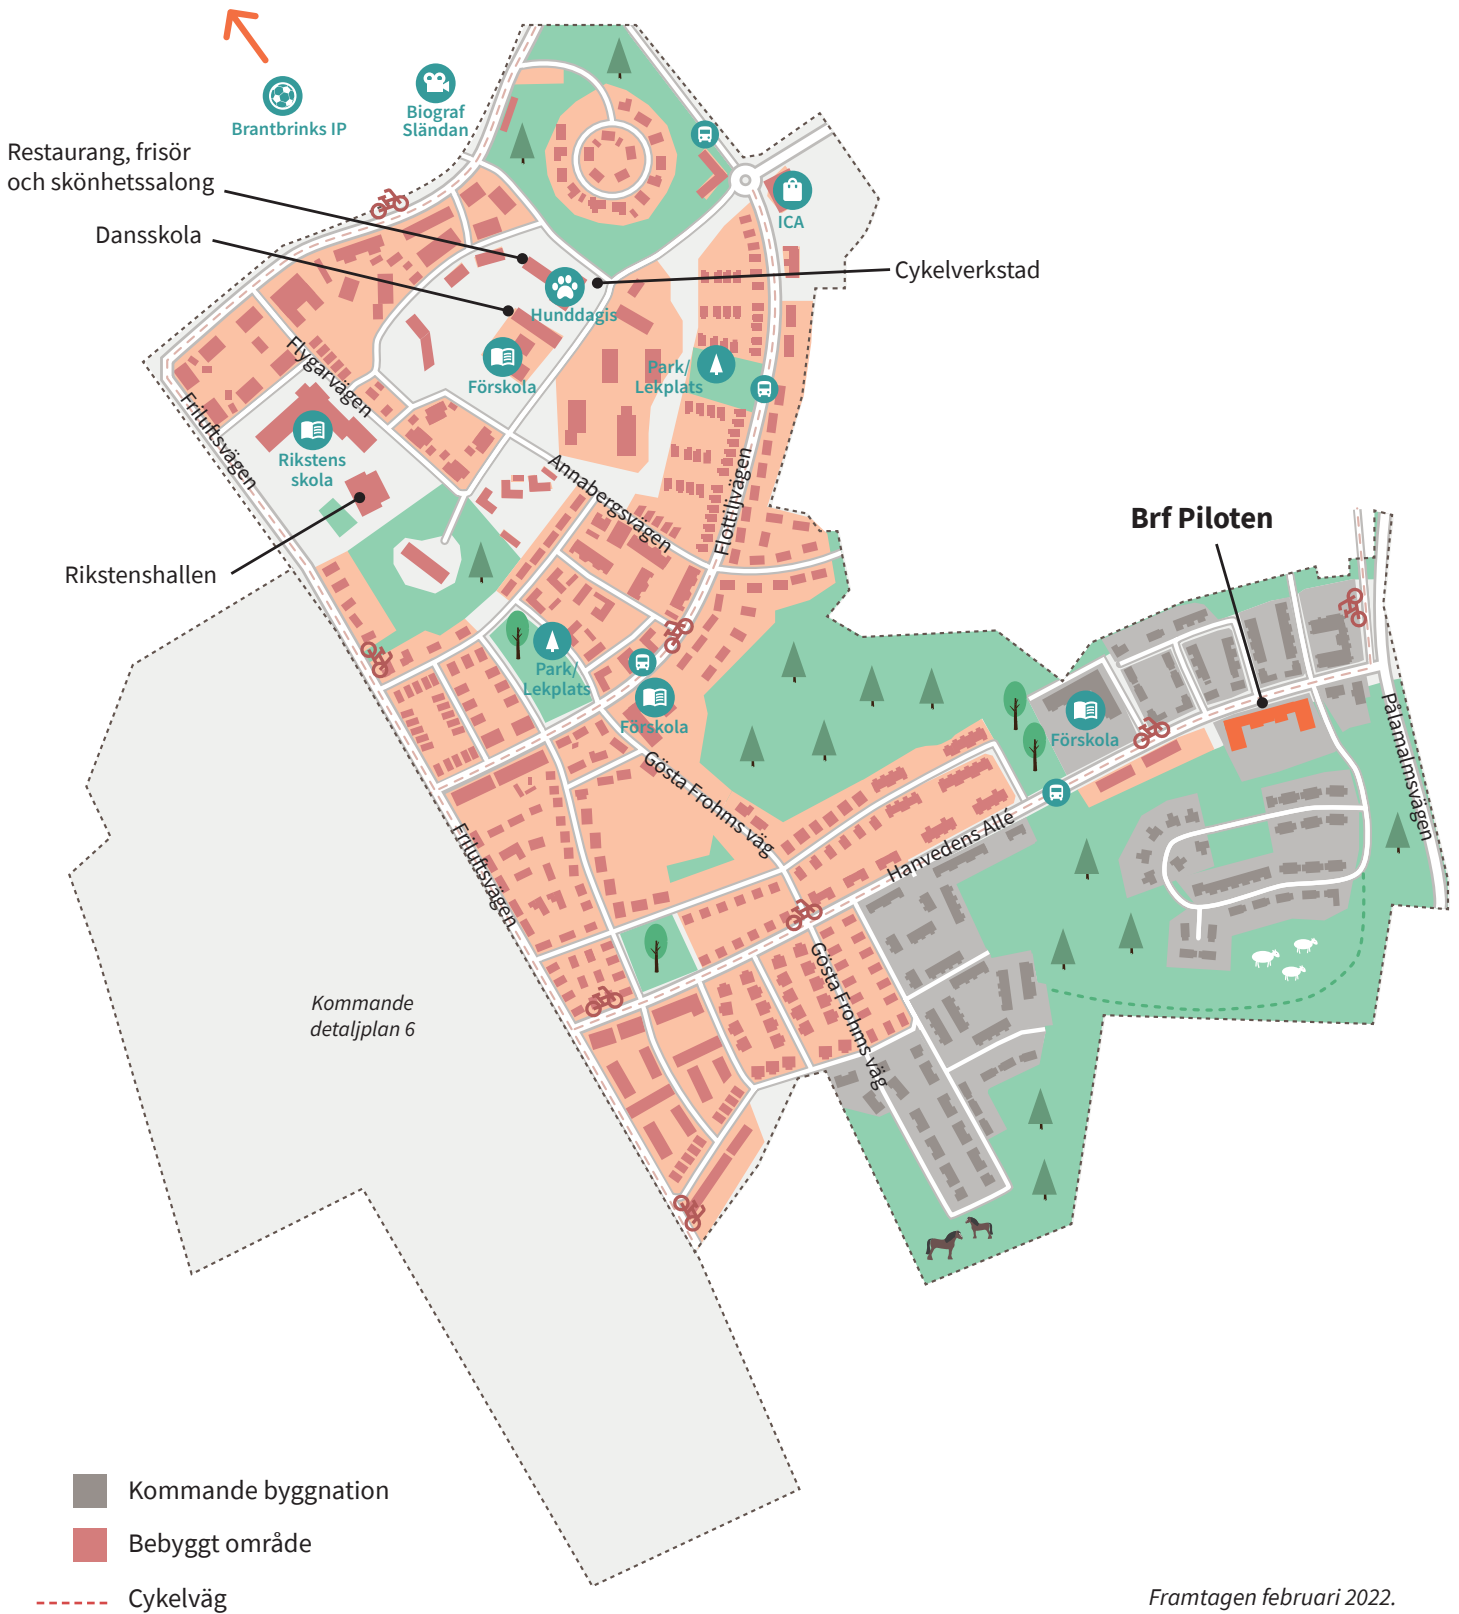 Brantbrinks IP
Biograf
Sländan
Restaurang, frisör
och skönhetssalong
Dansskola
ICA
Cykelverkstad
Hunddagis
Förskola
Park/
Lekplats
Flygarvägen
Friluftsvägen
Rikstens
skola
Annabergsvägen
Flottiljvägen
Rikstenshallen
Brf Piloten
Park/
Lekplats
Förskola
Förskola
Pålamalmsvägen
Gösta Frohms väg
Hanvedens Allé
Friluftsvägen
Gösta Frohms väg
Kommande
detaljplan 6
Kommande byggnation
Bebyggt område
Cykelväg
Framtagen februari 2022.